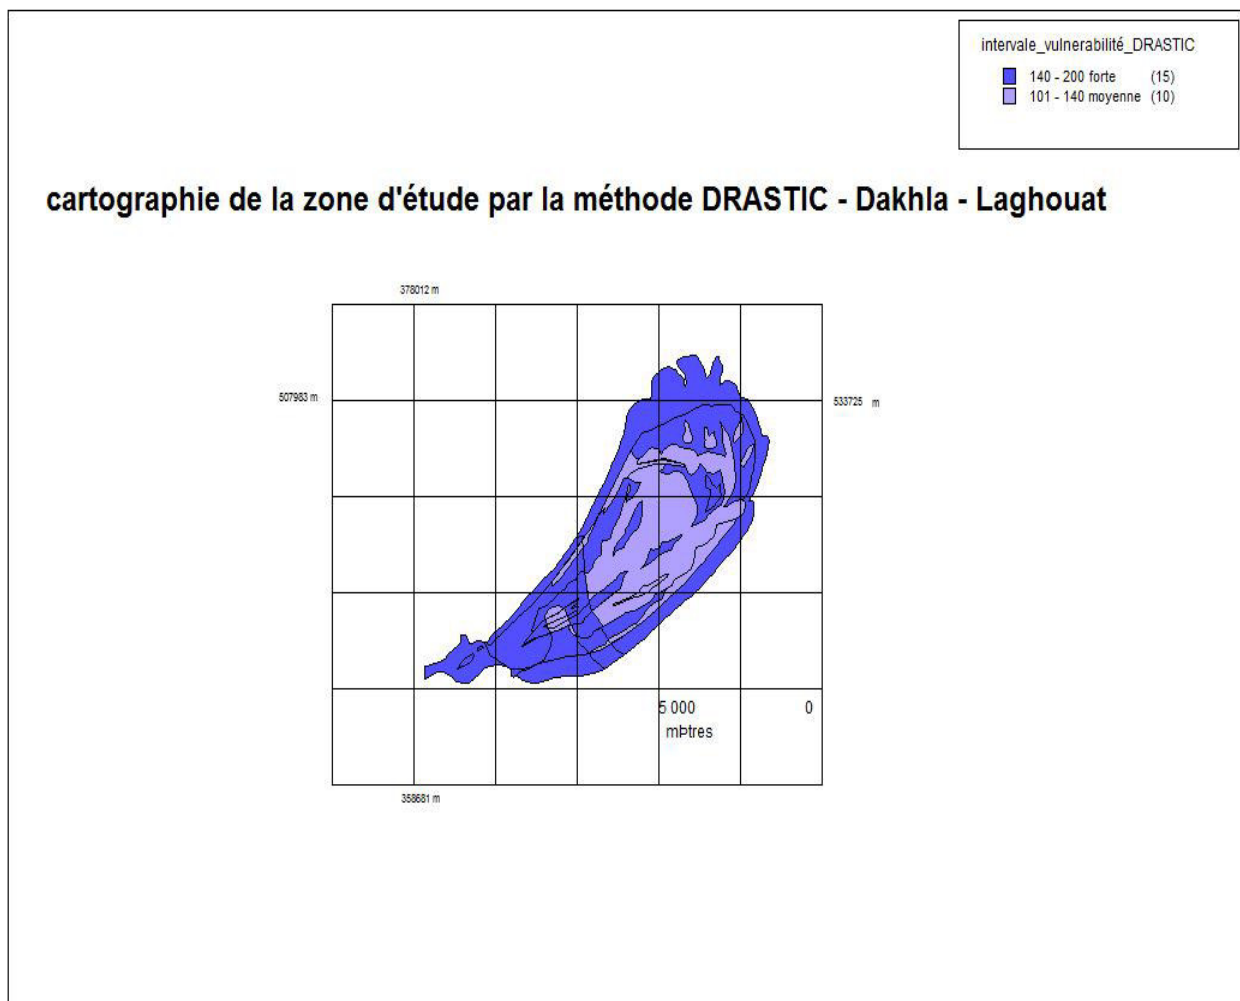 intervale_vulnerabilité_DRASTIC
140 - 200 forte (15)
101 - 140 moyenne (10)
cartographie de la zone d'étude par la méthode DRASTIC - Dakhla - Laghouat
378012 m
507983 m
533725 m
5 000 0
mÞtres
358681 m